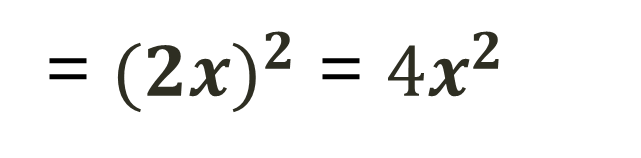 = (2x)² = 4x²